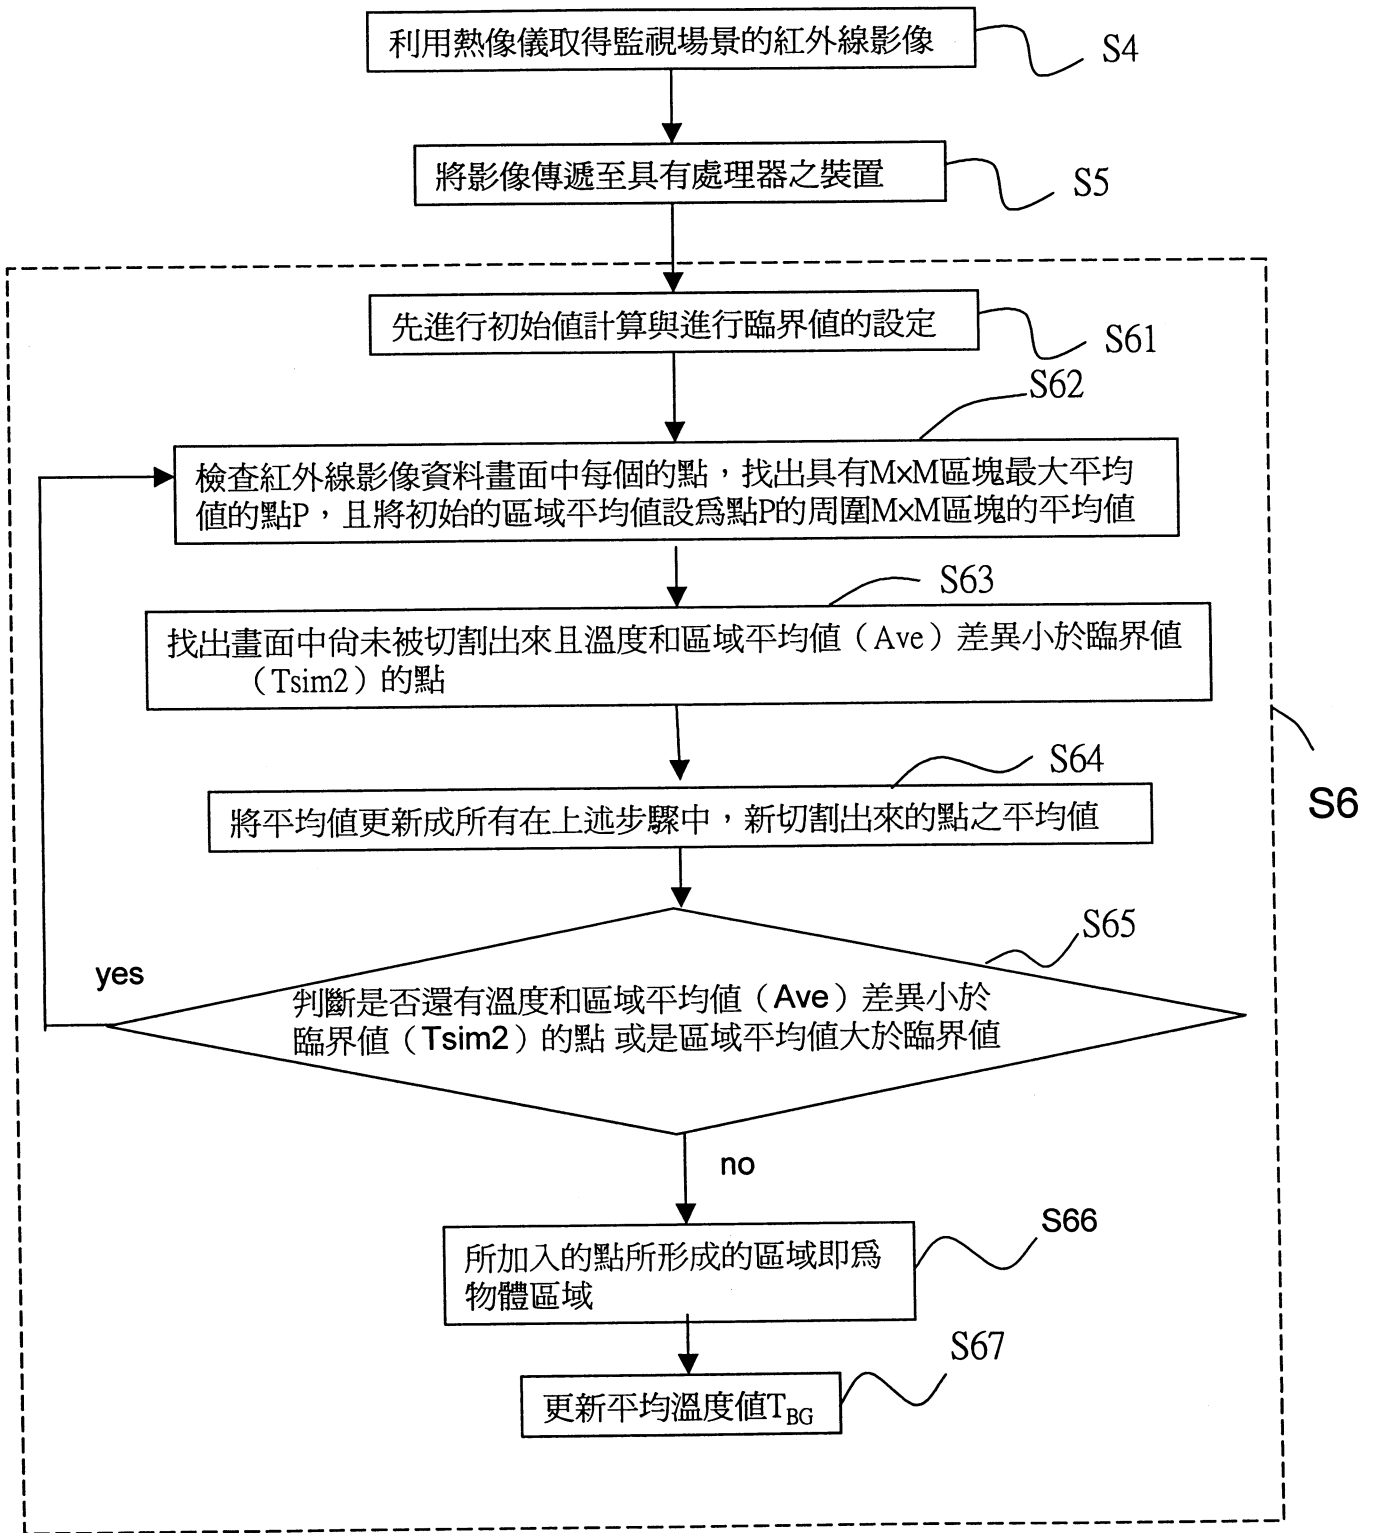 利用熱像儀取得監視場景的紅外線影像
S4
將影像傳遞至具有處理器之裝置
S5
先進行初始值計算與進行臨界值的設定
S61
S62
檢查紅外線影像資料畫面中每個的點，找出具有M×M區塊最大平均
值的點P，且將初始的區域平均值設爲點P的周圍M×M區塊的平均值
S63
找出畫面中尚未被切割出來且溫度和區域平均值（Ave）差異小於臨界值
（Tsim2）的點
S64
將平均值更新成所有在上述步驟中，新切割出來的點之平均值
S6
S65
yes
判斷是否還有溫度和區域平均值（Ave）差異小於
臨界值（Tsim2）的點 或是區域平均值大於臨界值
no
S66
所加入的點所形成的區域即爲
物體區域
S67
更新平均溫度值TBG